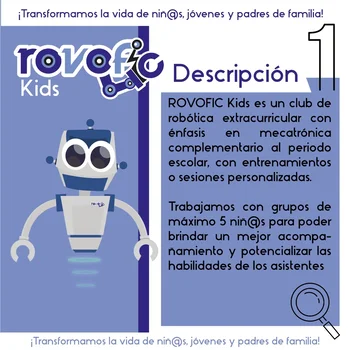 ¡Transformamos la vida de nin@s, jóvenes y padres de familia!
rovofic
Kids
1
Descripción
ROVOFIC Kids es un club de
robótica extracurricular con
énfasis en mecatrónica
complementario al periodo
escolar, con entrenamientos
o sesiones personalizadas.
Trabajamos con grupos de
máximo 5 nin@s para poder
brindar un mejor acompa-
ñamiento y potencializar las
habilidades de los asistentes
¡Transformamos la vida de nin@s, jóvenes y padres de familia!